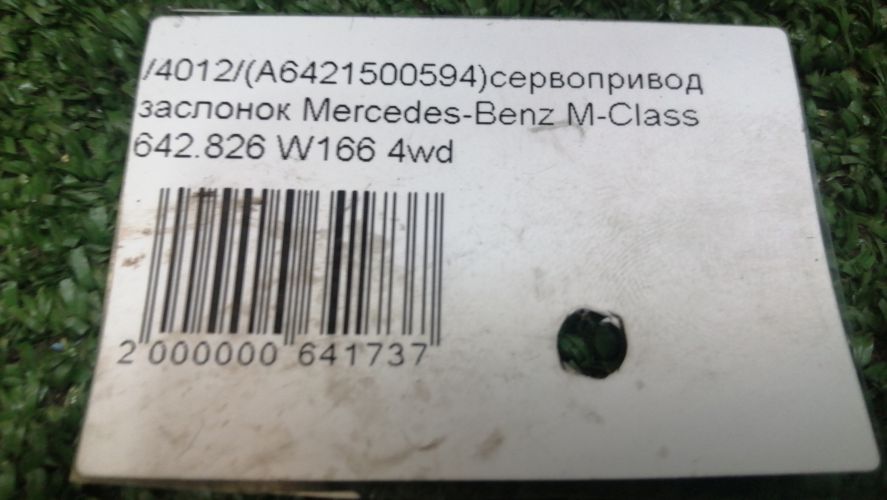 /4012/(A6421500594)сервопривод
заслонок Mercedes-Benz M-Class
642.826 W166 4wd
2 000000 641737